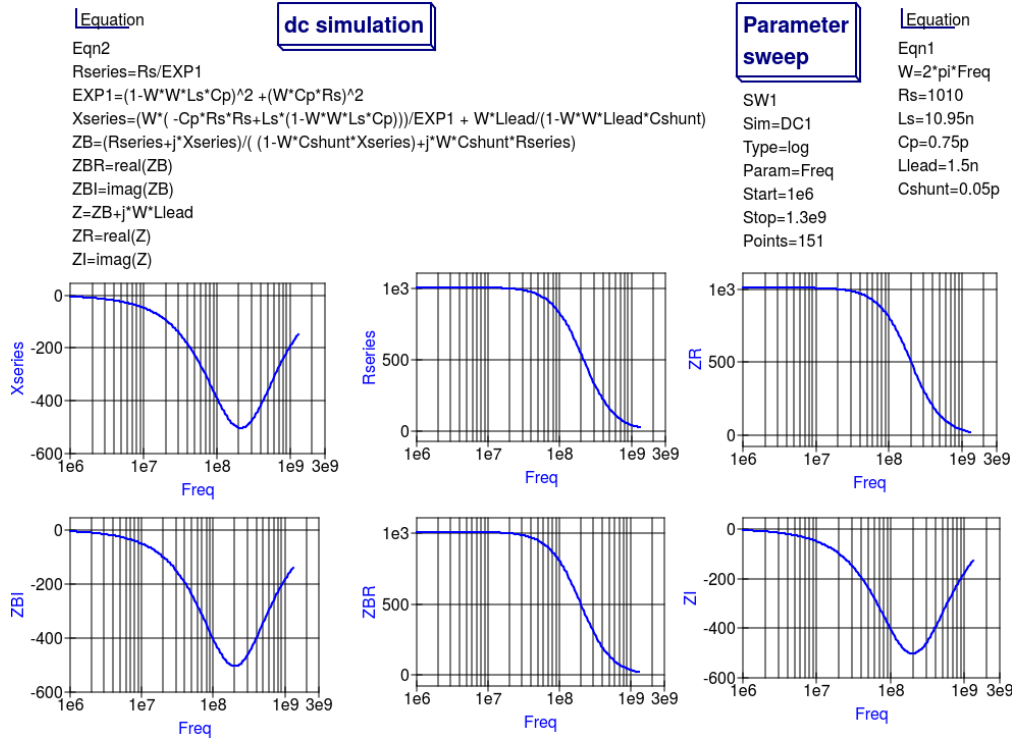 Equation
Eqn2
Rseries=Rs/EXP1
EXP1=(1-W*W*Ls*Cp)^2 +(W*Cp*Rs)^2
Xseries=(W*( -Cp*Rs*Rs+Ls*(1-W*W*Ls*Cp)))/EXP1 + W*Llead/(1-W*W*Llead*Cshunt)
ZB=(Rseries+j*Xseries)/( (1-W*Cshunt*Xseries)+j*W*Cshunt*Rseries)
ZBR=real(ZB)
ZBI=imag(ZB)
Z=ZB+j*W*Llead
ZR=real(Z)
ZI=imag(Z)
dc simulation
Parameter
sweep
SW1
Sim=DC1
Type=log
Param=Freq
Start=1e6
Stop=1.3e9
Points=151
Equation
Eqn1
W=2*pi*Freq
Rs=1010
Ls=10.95n
Cp=0.75p
Llead=1.5n
Cshunt=0.05p
Xseries
0
-200
-400
-600
1e6 1e7 1e8 1e9 3e9
Freq
Rseries
1e3
500
0
1e6 1e7 1e8 1e9 3e9
Freq
ZR
1e3
500
0
1e6 1e7 1e8 1e9 3e9
Freq
ZBI
0
-200
-400
-600
1e6 1e7 1e8 1e9 3e9
Freq
ZBR
1e3
500
0
1e6 1e7 1e8 1e9 3e9
Freq
ZI
0
-200
-400
-600
1e6 1e7 1e8 1e9 3e9
Freq